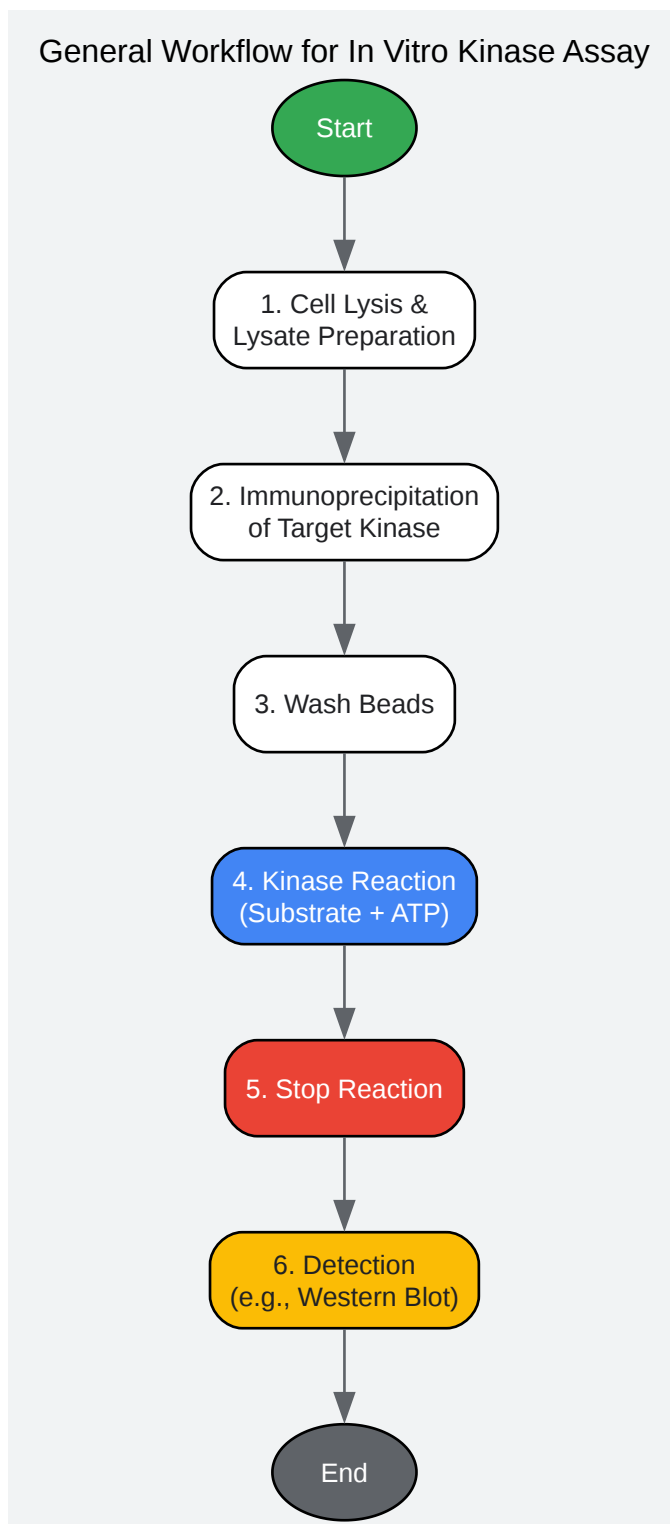 General Workflow for In Vitro Kinase Assay
Start
1. Cell Lysis &
Lysate Preparation
2. Immunoprecipitation
of Target Kinase
3. Wash Beads
4. Kinase Reaction
(Substrate + ATP)
5. Stop Reaction
6. Detection
(e.g., Western Blot)
End